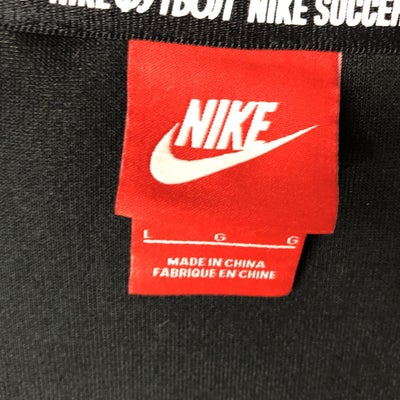 NIKE SOCCER
NIKE
L G G
MADE IN CHINA
FABRIQUE EN CHINE